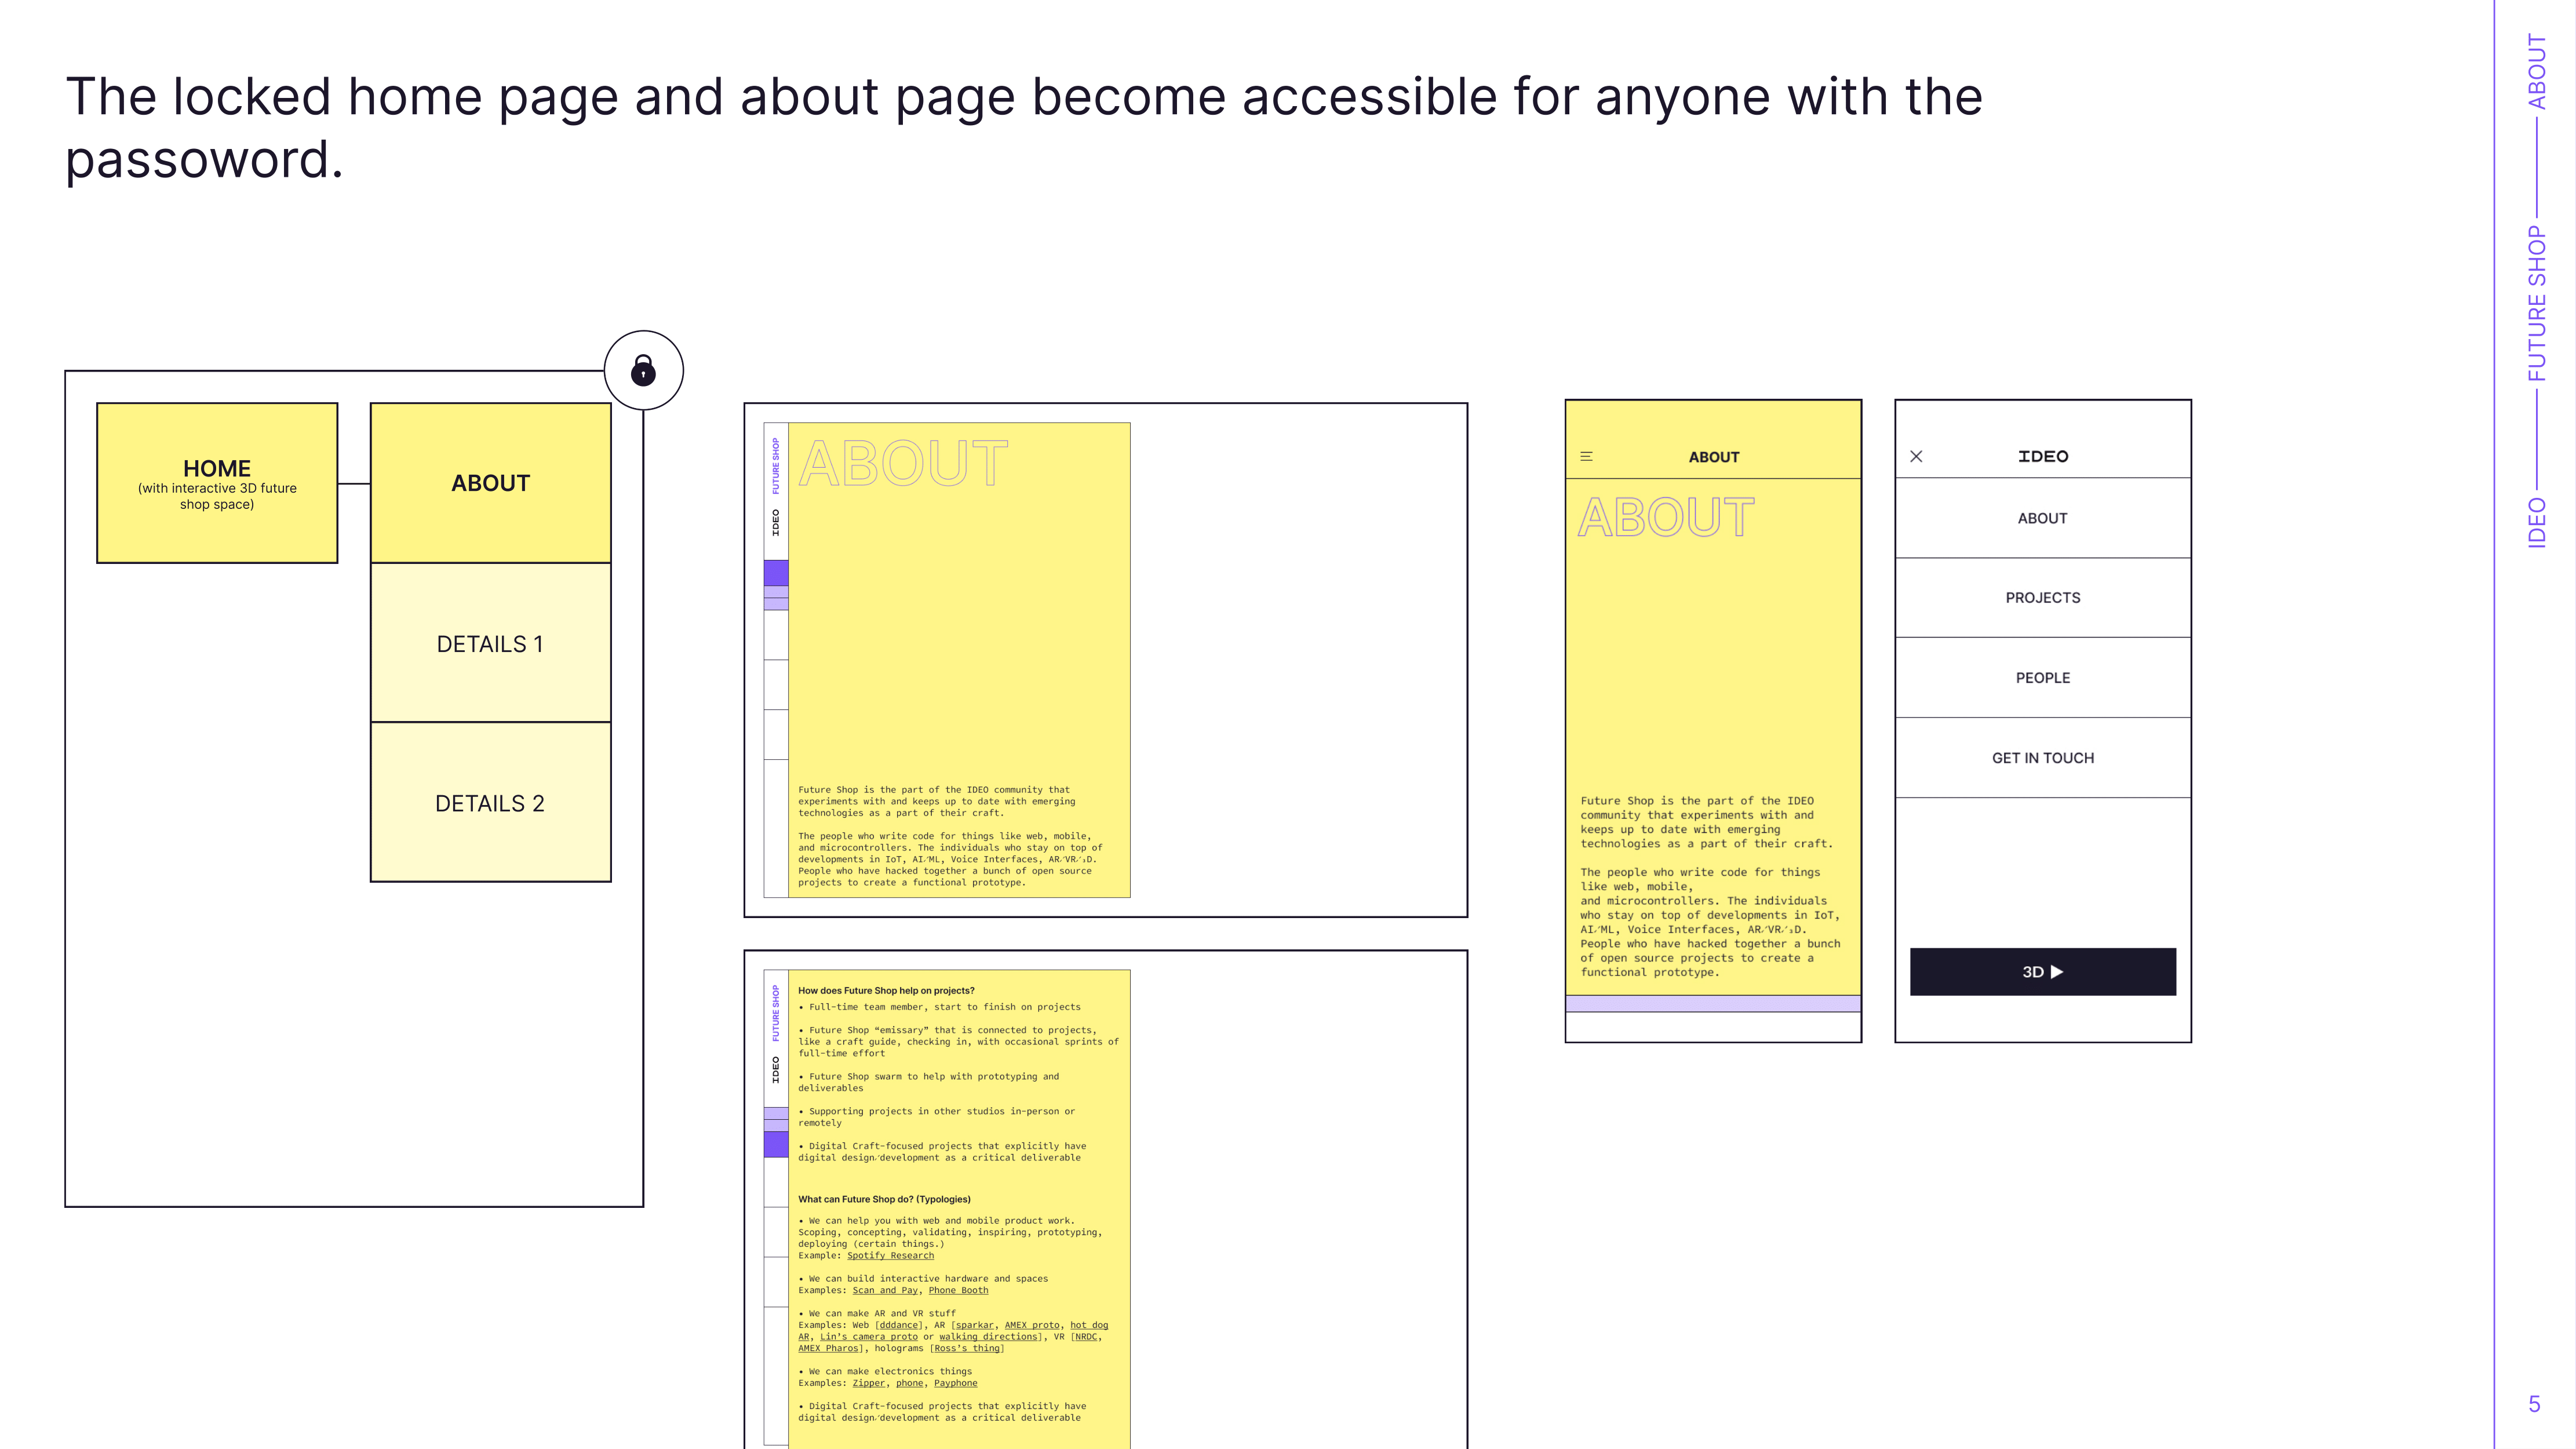 The locked home page and about page become accessible for anyone with the
passoword.
HOME
(with interactive 3D future
shop space)
ABOUT
DETAILS 1
DETAILS 2
FUTURE SHOP
IDEO
ABOUT
Future Shop is the part of the IDEO community that
experiments with and keeps up to date with emerging
technologies as a part of their craft.
The people who write code for things like web, mobile,
and microcontrollers. The individuals who stay on top of
developments in IoT, AI/ML, Voice Interfaces, AR/VR/3D.
People who have hacked together a bunch of open source
projects to create a functional prototype.
FUTURE SHOP
IDEO
How does Future Shop help on projects?
• Full-time team member, start to finish on projects
• Future Shop “emissary” that is connected to projects,
like a craft guide, checking in, with occasional sprints of
full-time effort
• Future Shop swarm to help with prototyping and
deliverables
• Supporting projects in other studios in-person or
remotely
• Digital Craft-focused projects that explicitly have
digital design/development as a critical deliverable
What can Future Shop do? (Typologies)
• We can help you with web and mobile product work.
Scoping, concepting, validating, inspiring, prototyping,
deploying (certain things.)
Example: Spotify Research
• We can build interactive hardware and spaces
Examples: Scan and Pay, Phone Booth
• We can make AR and VR stuff
Examples: Web [dddance], AR [sparkar, AMEX proto, hot dog
AR, Lin’s camera proto or walking directions], VR [NRDC,
AMEX Pharos], holograms [Ross’s thing]
• We can make electronics things
Examples: Zipper, phone, Payphone
• Digital Craft-focused projects that explicitly have
digital design/development as a critical deliverable
ABOUT
ABOUT
Future Shop is the part of the IDEO
community that experiments with and
keeps up to date with emerging
technologies as a part of their craft.
The people who write code for things
like web, mobile,
and microcontrollers. The individuals
who stay on top of developments in IoT,
AI/ML, Voice Interfaces, AR/VR/3D.
People who have hacked together a bunch
of open source projects to create a
functional prototype.
IDEO
ABOUT
PROJECTS
PEOPLE
GET IN TOUCH
3D
IDEO —— FUTURE SHOP —— ABOUT
5